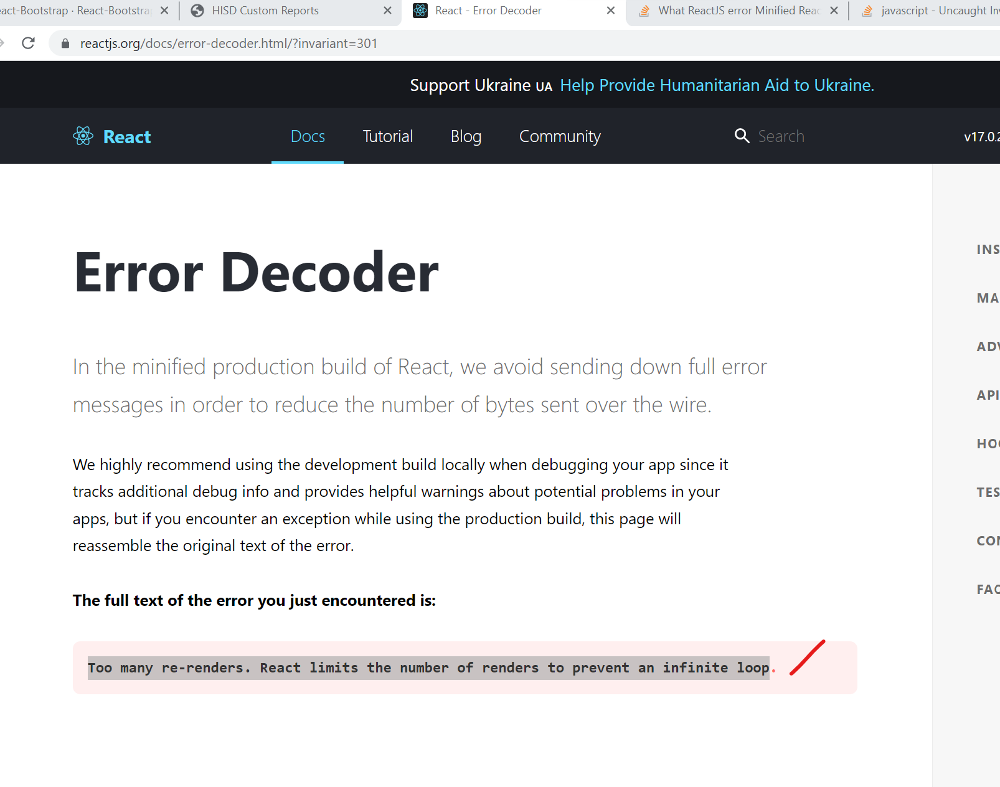 React-Bootstrap · React-Bootstra
HISD Custom Reports
React - Error Decoder
What ReactJS error Minified Reac
javascript - Uncaught In
reactjs.org/docs/error-decoder.html/?invariant=301
Support Ukraine UA Help Provide Humanitarian Aid to Ukraine.
React
Docs
Tutorial
Blog
Community
Search
v17.0.2
Error Decoder
INS
MA
ADV
API
HOO
TES
CON
FAQ
In the minified production build of React, we avoid sending down full error
messages in order to reduce the number of bytes sent over the wire.
We highly recommend using the development build locally when debugging your app since it
tracks additional debug info and provides helpful warnings about potential problems in your
apps, but if you encounter an exception while using the production build, this page will
reassemble the original text of the error.
The full text of the error you just encountered is:
Too many re-renders. React limits the number of renders to prevent an infinite loop.